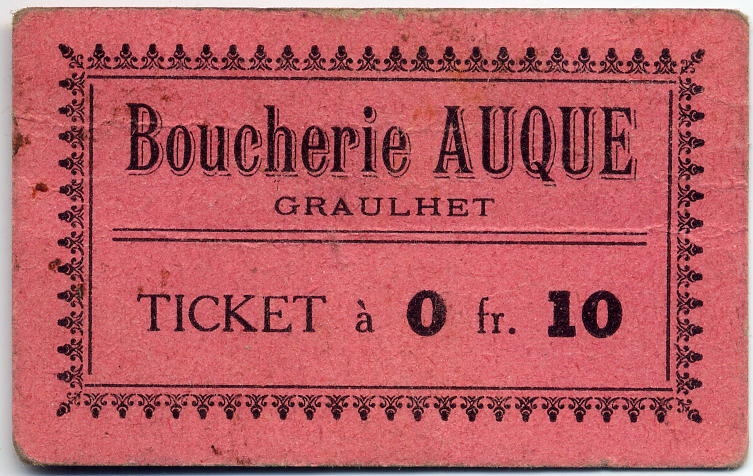 Boucherie AUQUE
GRAULHET
TICKET à 0 fr. 10